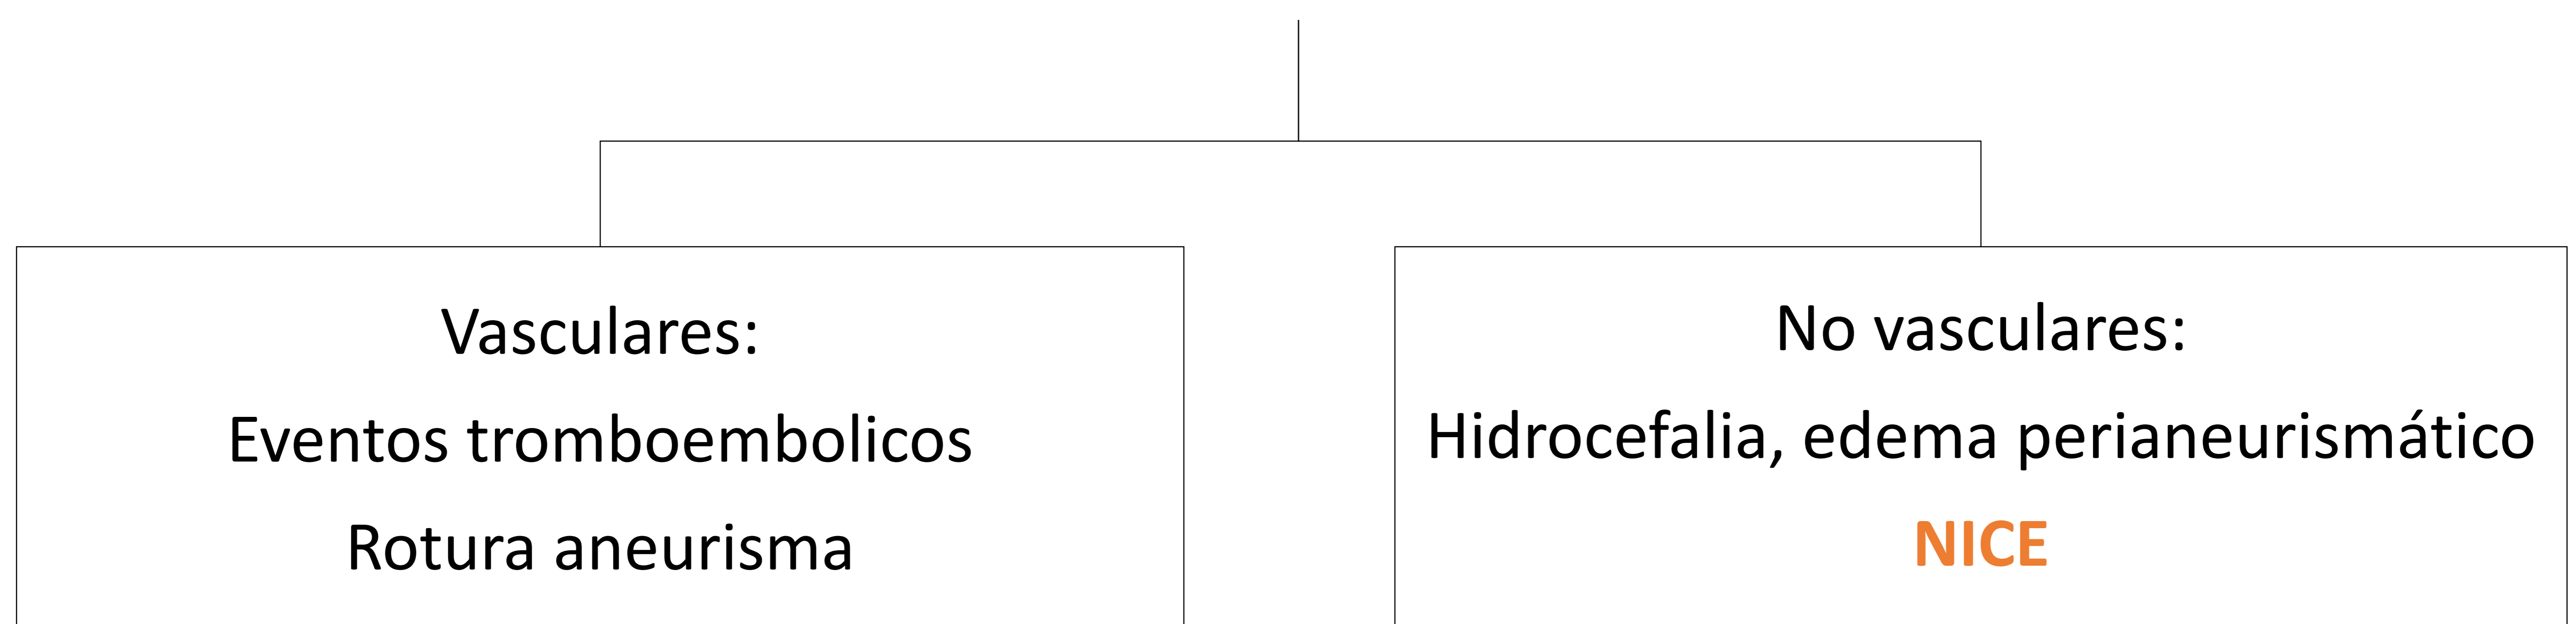 Vasculares:
Eventos tromboembolicos
Rotura aneurisma
No vasculares:
Hidrocefalia, edema perianeurismático
NICE